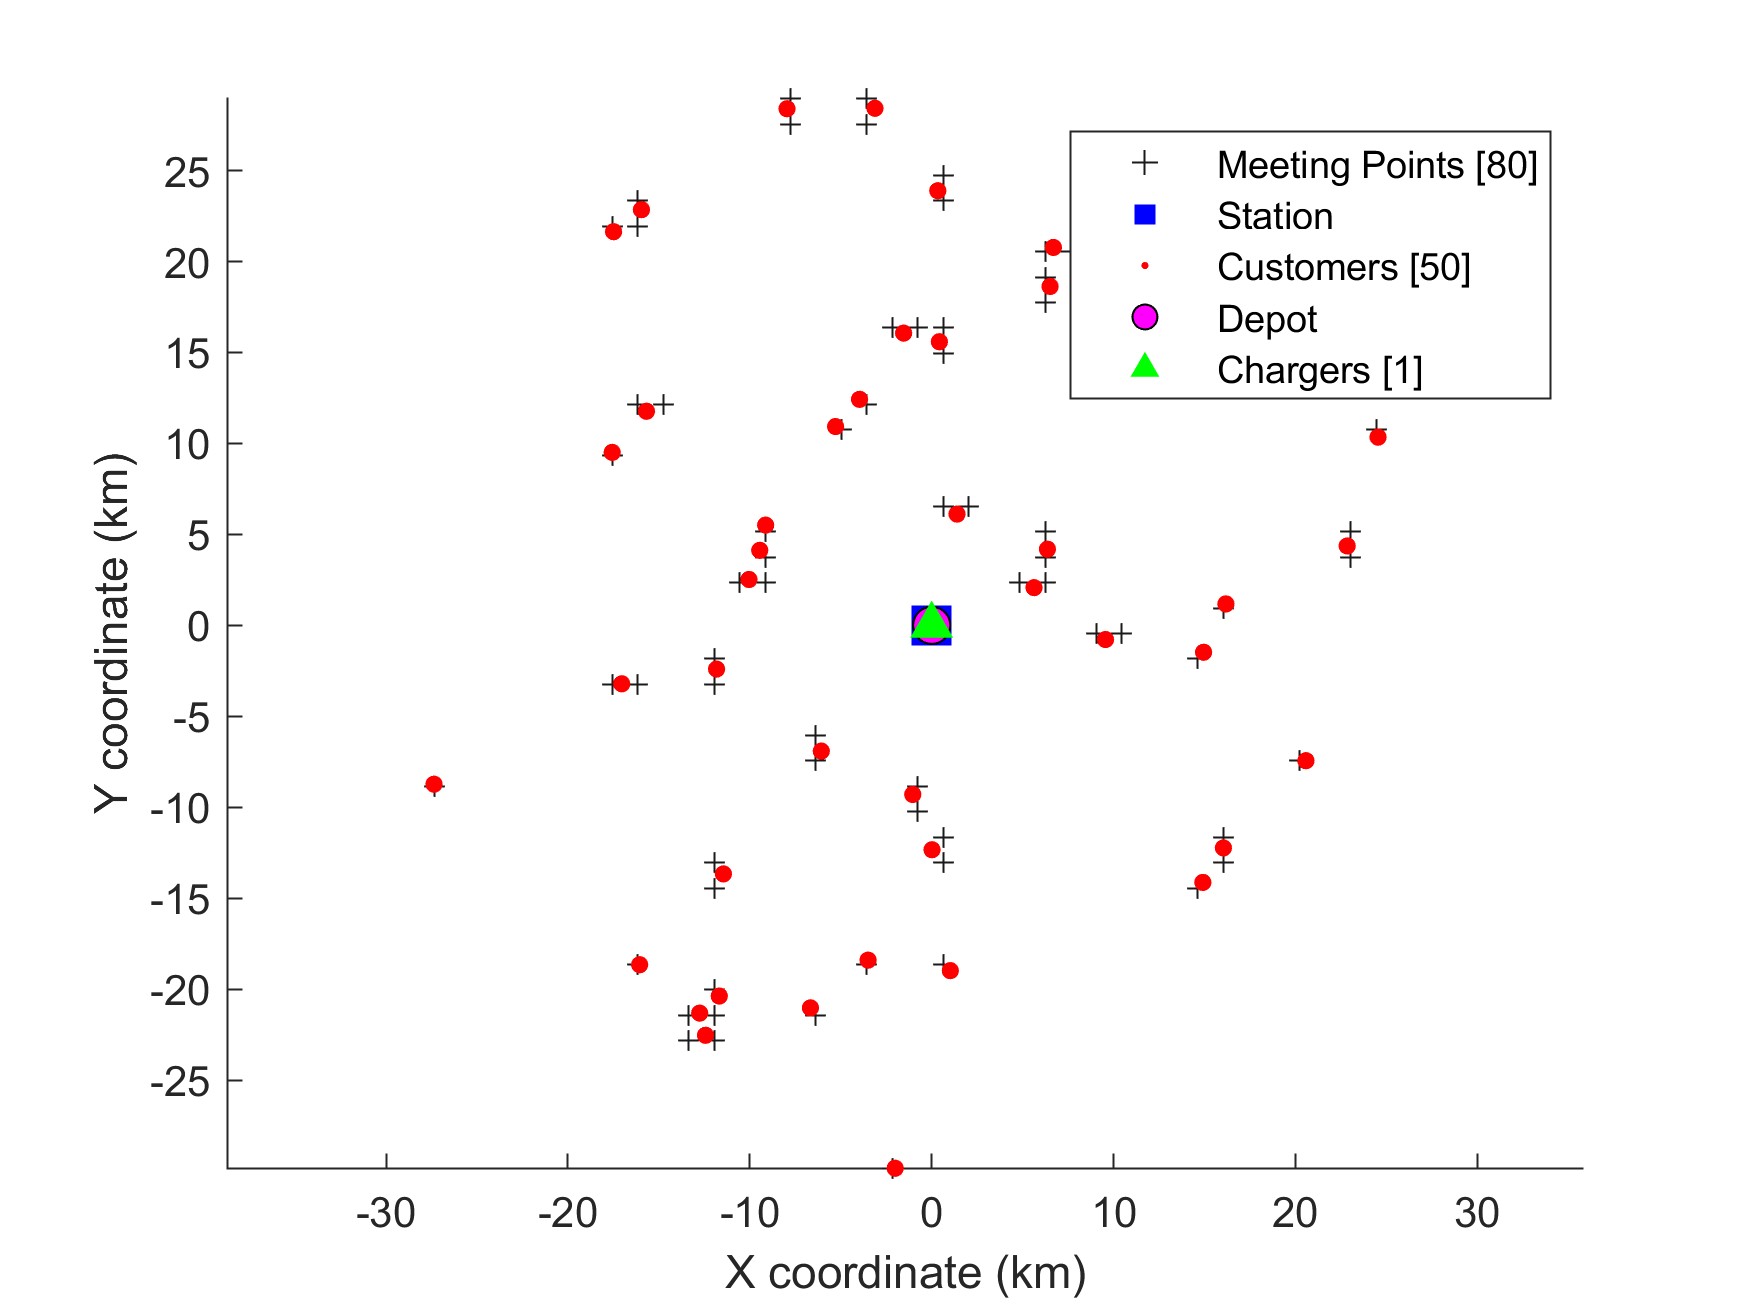 25
20
15
10
5
0
-5
-10
-15
-20
-25
Y coordinate (km)
Meeting Points [80]
Station
Customers [50]
Depot
Chargers [1]
-30 -20 -10 0 10 20 30
X coordinate (km)